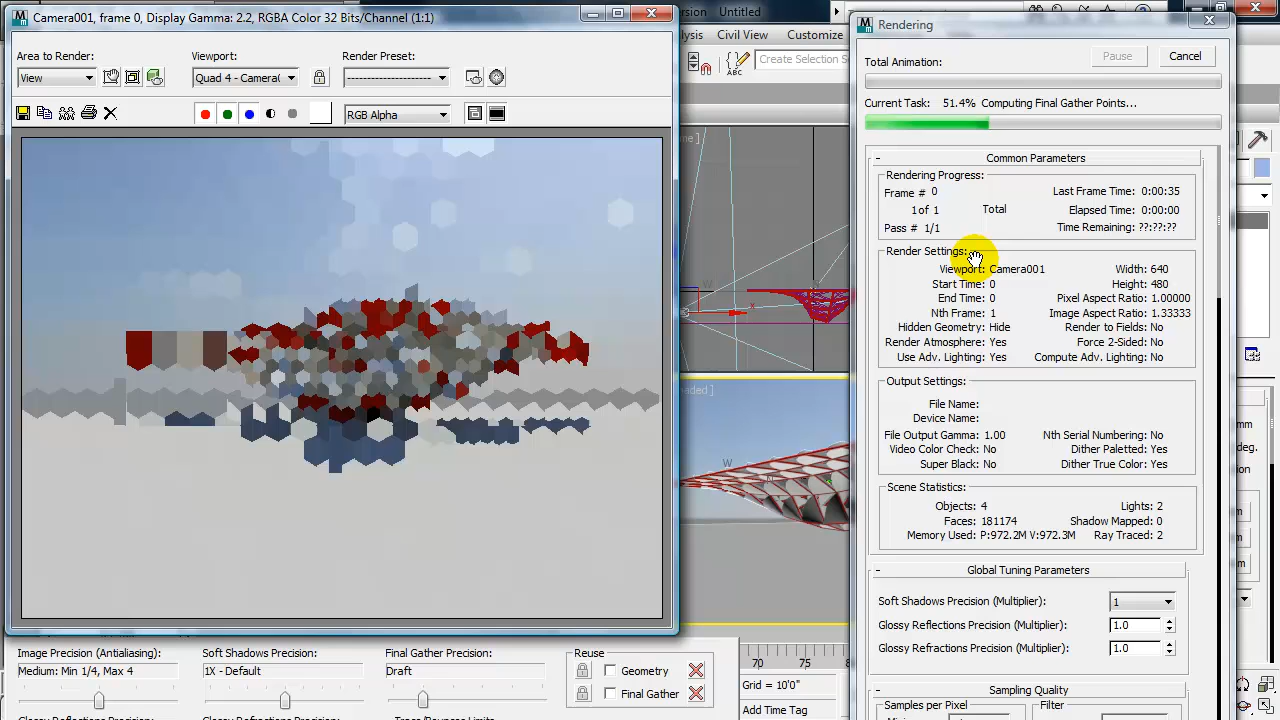 Camera001, frame 0, Display Gamma: 2.2, RGBA Color 32 Bits/Channel (1:1)
Untitled
Rendering
Area to Render:
Viewport:
Render Preset:
Civil View
Customize
View
Quad 4 - Camera(
Create Selection Se
ABC
RGB Alpha
Total Animation:
Pause
Cancel
Current Task: 51.4% Computing Final Gather Points...
Common Parameters
Rendering Progress:
Frame # 0
Last Frame Time: 0:00:35
1 of 1
Total
Elapsed Time: 0:00:00
Pass # 1/1
Time Remaining: ??:??:??
Render Settings:
Viewport: Camera001
Width: 640
Start Time: 0
Height: 480
End Time: 0
Pixel Aspect Ratio: 1.00000
Nth Frame: 1
Image Aspect Ratio: 1.33333
Hidden Geometry: Hide
Render to Fields: No
Render Atmosphere: Yes
Force 2-Sided: No
Use Adv. Lighting: Yes
Compute Adv. Lighting: No
Output Settings:
File Name:
Device Name:
File Output Gamma: 1.00
Nth Serial Numbering: No
Video Color Check: No
Dither Paletted: Yes
Super Black: No
Dither True Color: Yes
Scene Statistics:
Objects: 4
Lights: 2
Faces: 181174
Shadow Mapped: 0
Memory Used: P:972.2M V:972.3M
Ray Traced: 2
Global Tuning Parameters
Soft Shadows Precision (Multiplier):
1
Glossy Reflections Precision (Multiplier):
1.0
Glossy Refractions Precision (Multiplier):
1.0
Sampling Quality
Samples per Pixel
Filter
Image Precision (Antialiasing):
Soft Shadows Precision:
Final Gather Precision:
Reuse
Medium: Min 1/4, Max 4
1X - Default
Draft
Geometry
Final Gather
70
75
Grid = 10'0"
Add Time Tag